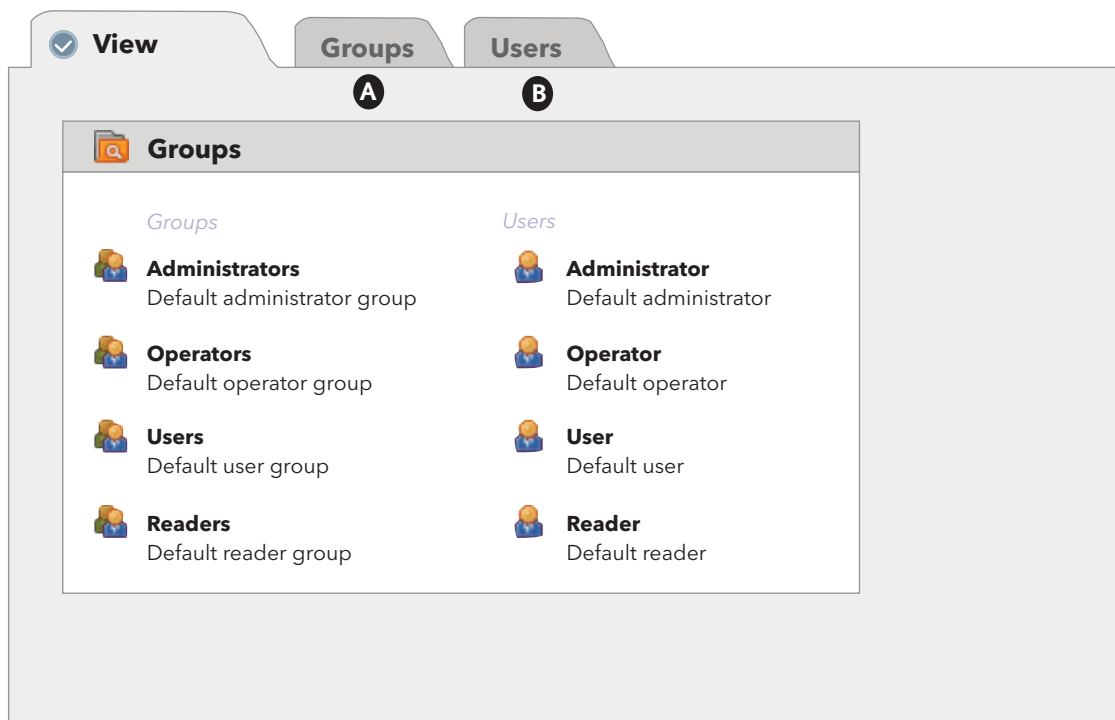 View
Groups
Users
A
B
Groups
Groups
Users
Administrators
Default administrator group
Administrator
Default administrator
Operators
Default operator group
Operator
Default operator
Users
Default user group
User
Default user
Readers
Default reader group
Reader
Default reader